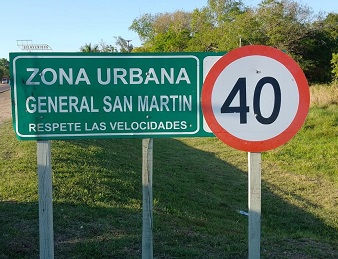 ZONA URBANA
GENERAL SAN MARTIN
RESPETE LAS VELOCIDADES
40